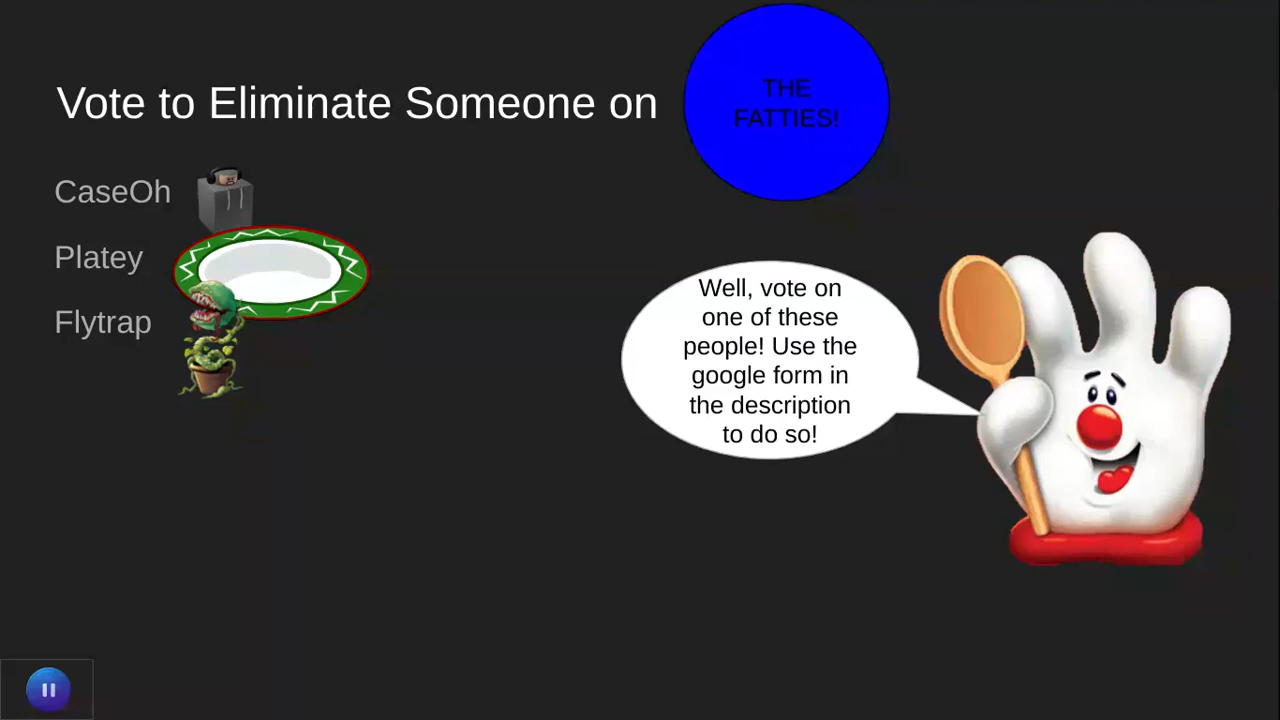 Vote to Eliminate Someone on
THE
FATTIES!
CaseOh
Platey
Flytrap
Well, vote on
one of these
people! Use the
google form in
the description
to do so!